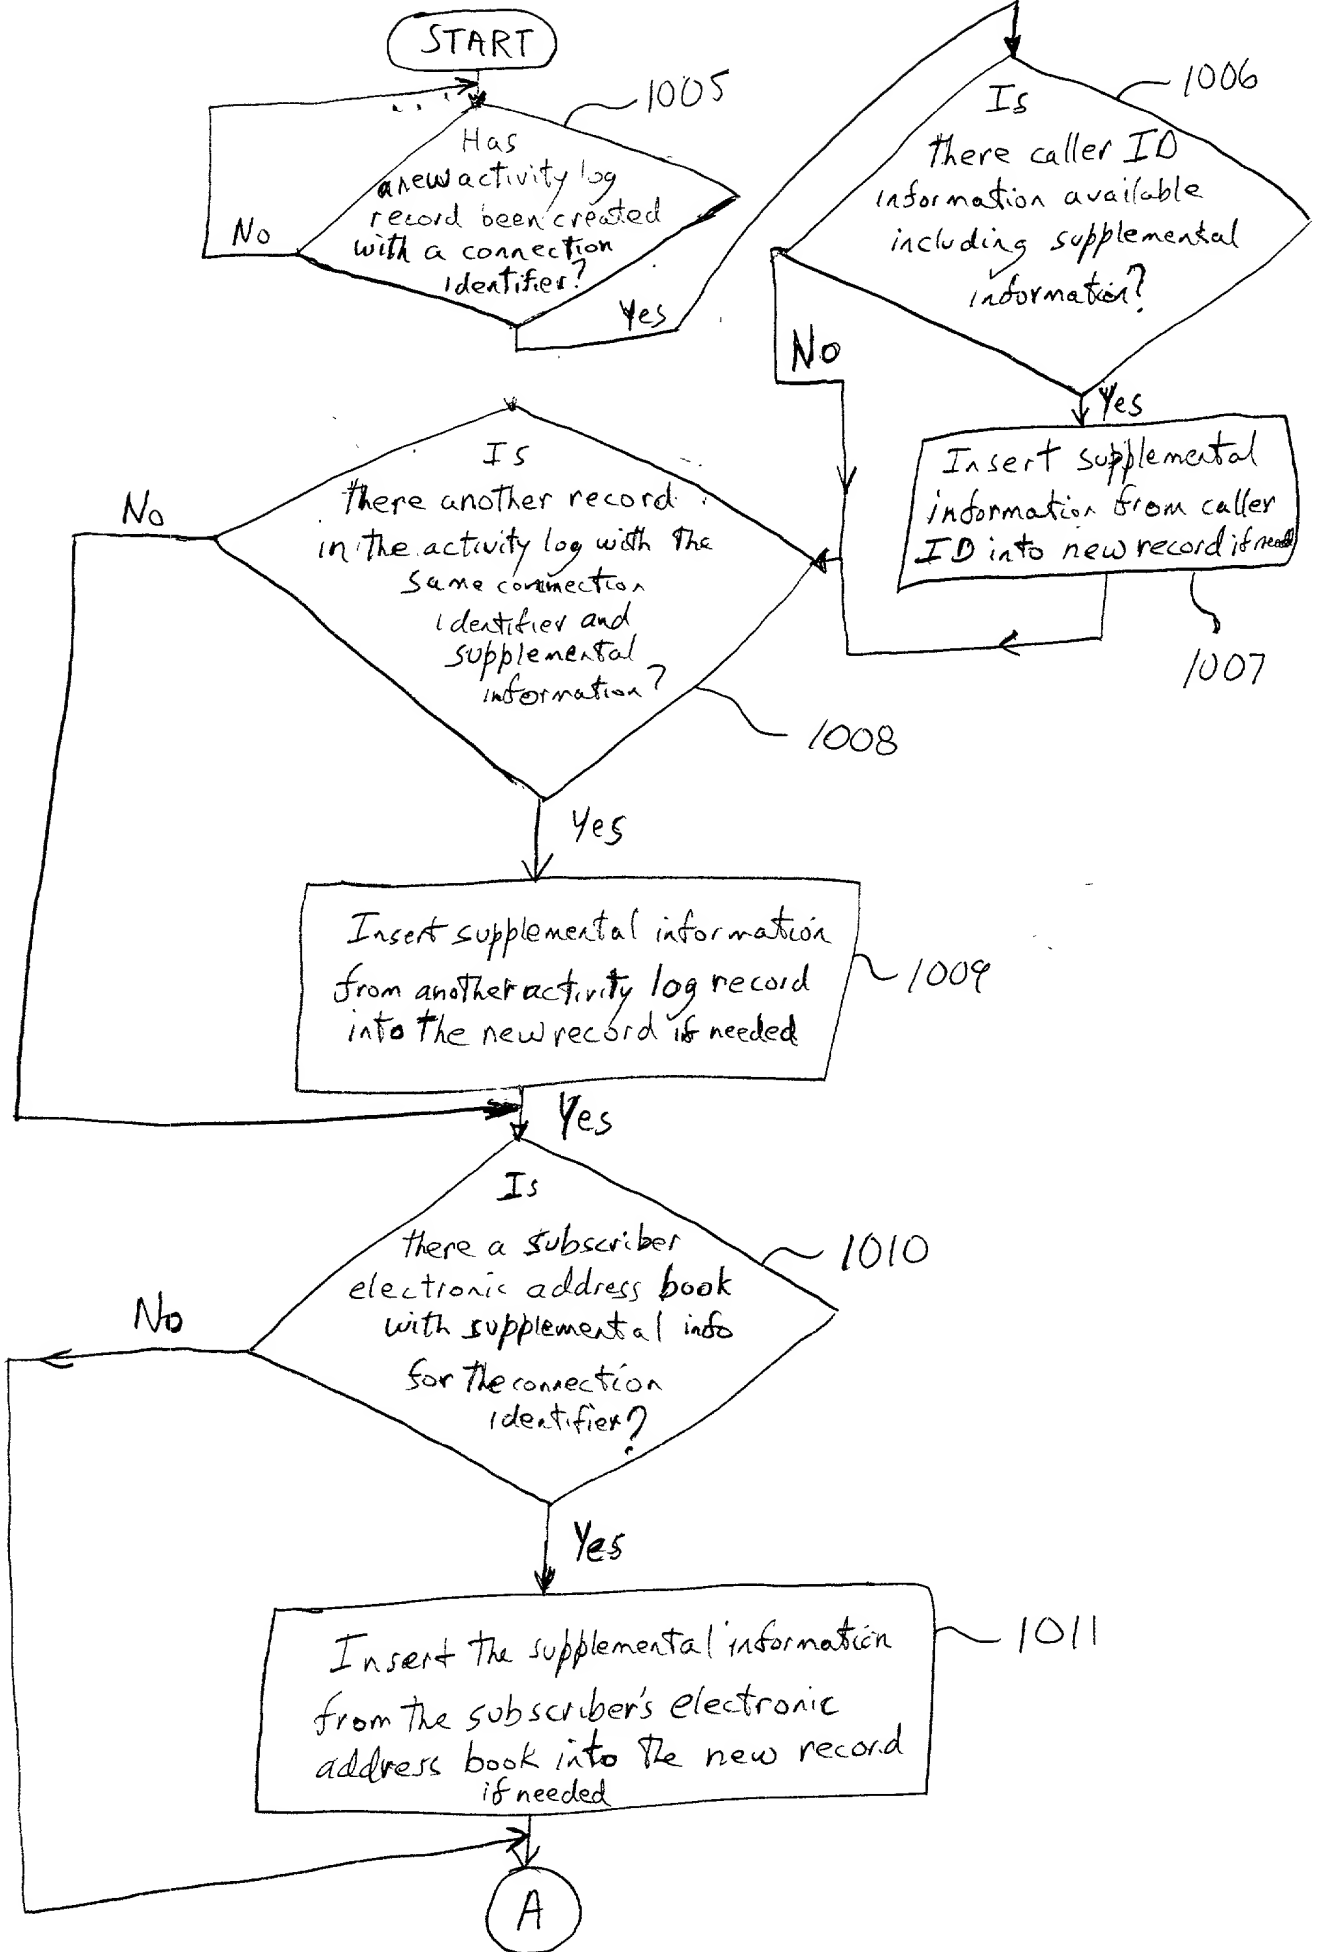 START
1005
Has
a new activity log
record been created
with a connection
identifier?
No
Yes
1006
Is
there caller ID
information available
including supplemental
information?
No
Yes
Insert supplemental
information from caller
ID into new record if need
1007
Is
there another record
in the activity log with the
same connection
identifier and
supplemental
information?
No
1008
Yes
Insert supplemental information
from another activity log record
into the new record if needed
1009
Yes
Is
there a subscriber
electronic address book
with supplemental info
for the connection
identifier?
1010
No
Yes
Insert the supplemental information
from the subscriber's electronic
address book into the new record
if needed
1011
A